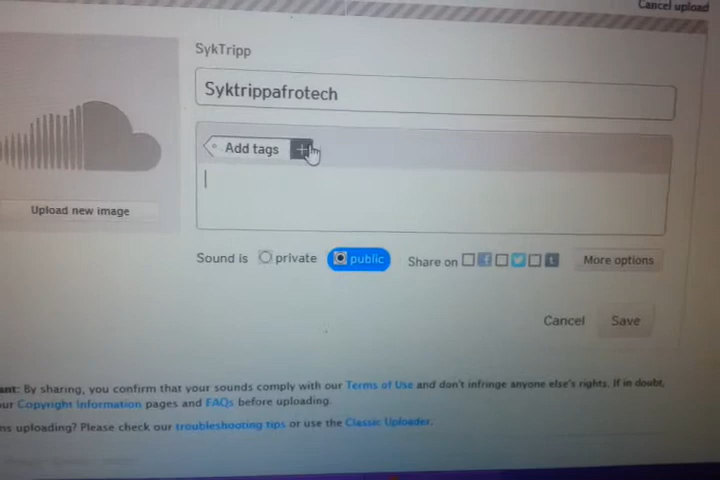 Cancel upload
SykTripp
Syktrippafrotech
Add tags +
Upload new image
Sound is private public Share on f t More options
Cancel Save
ant: By sharing, you confirm that your sounds comply with our Terms of Use and don't infringe anyone else's rights. If in doubt,
our Copyright Information pages and FAQs before uploading.
ns uploading? Please check our troubleshooting tips or use the Classic Uploader.